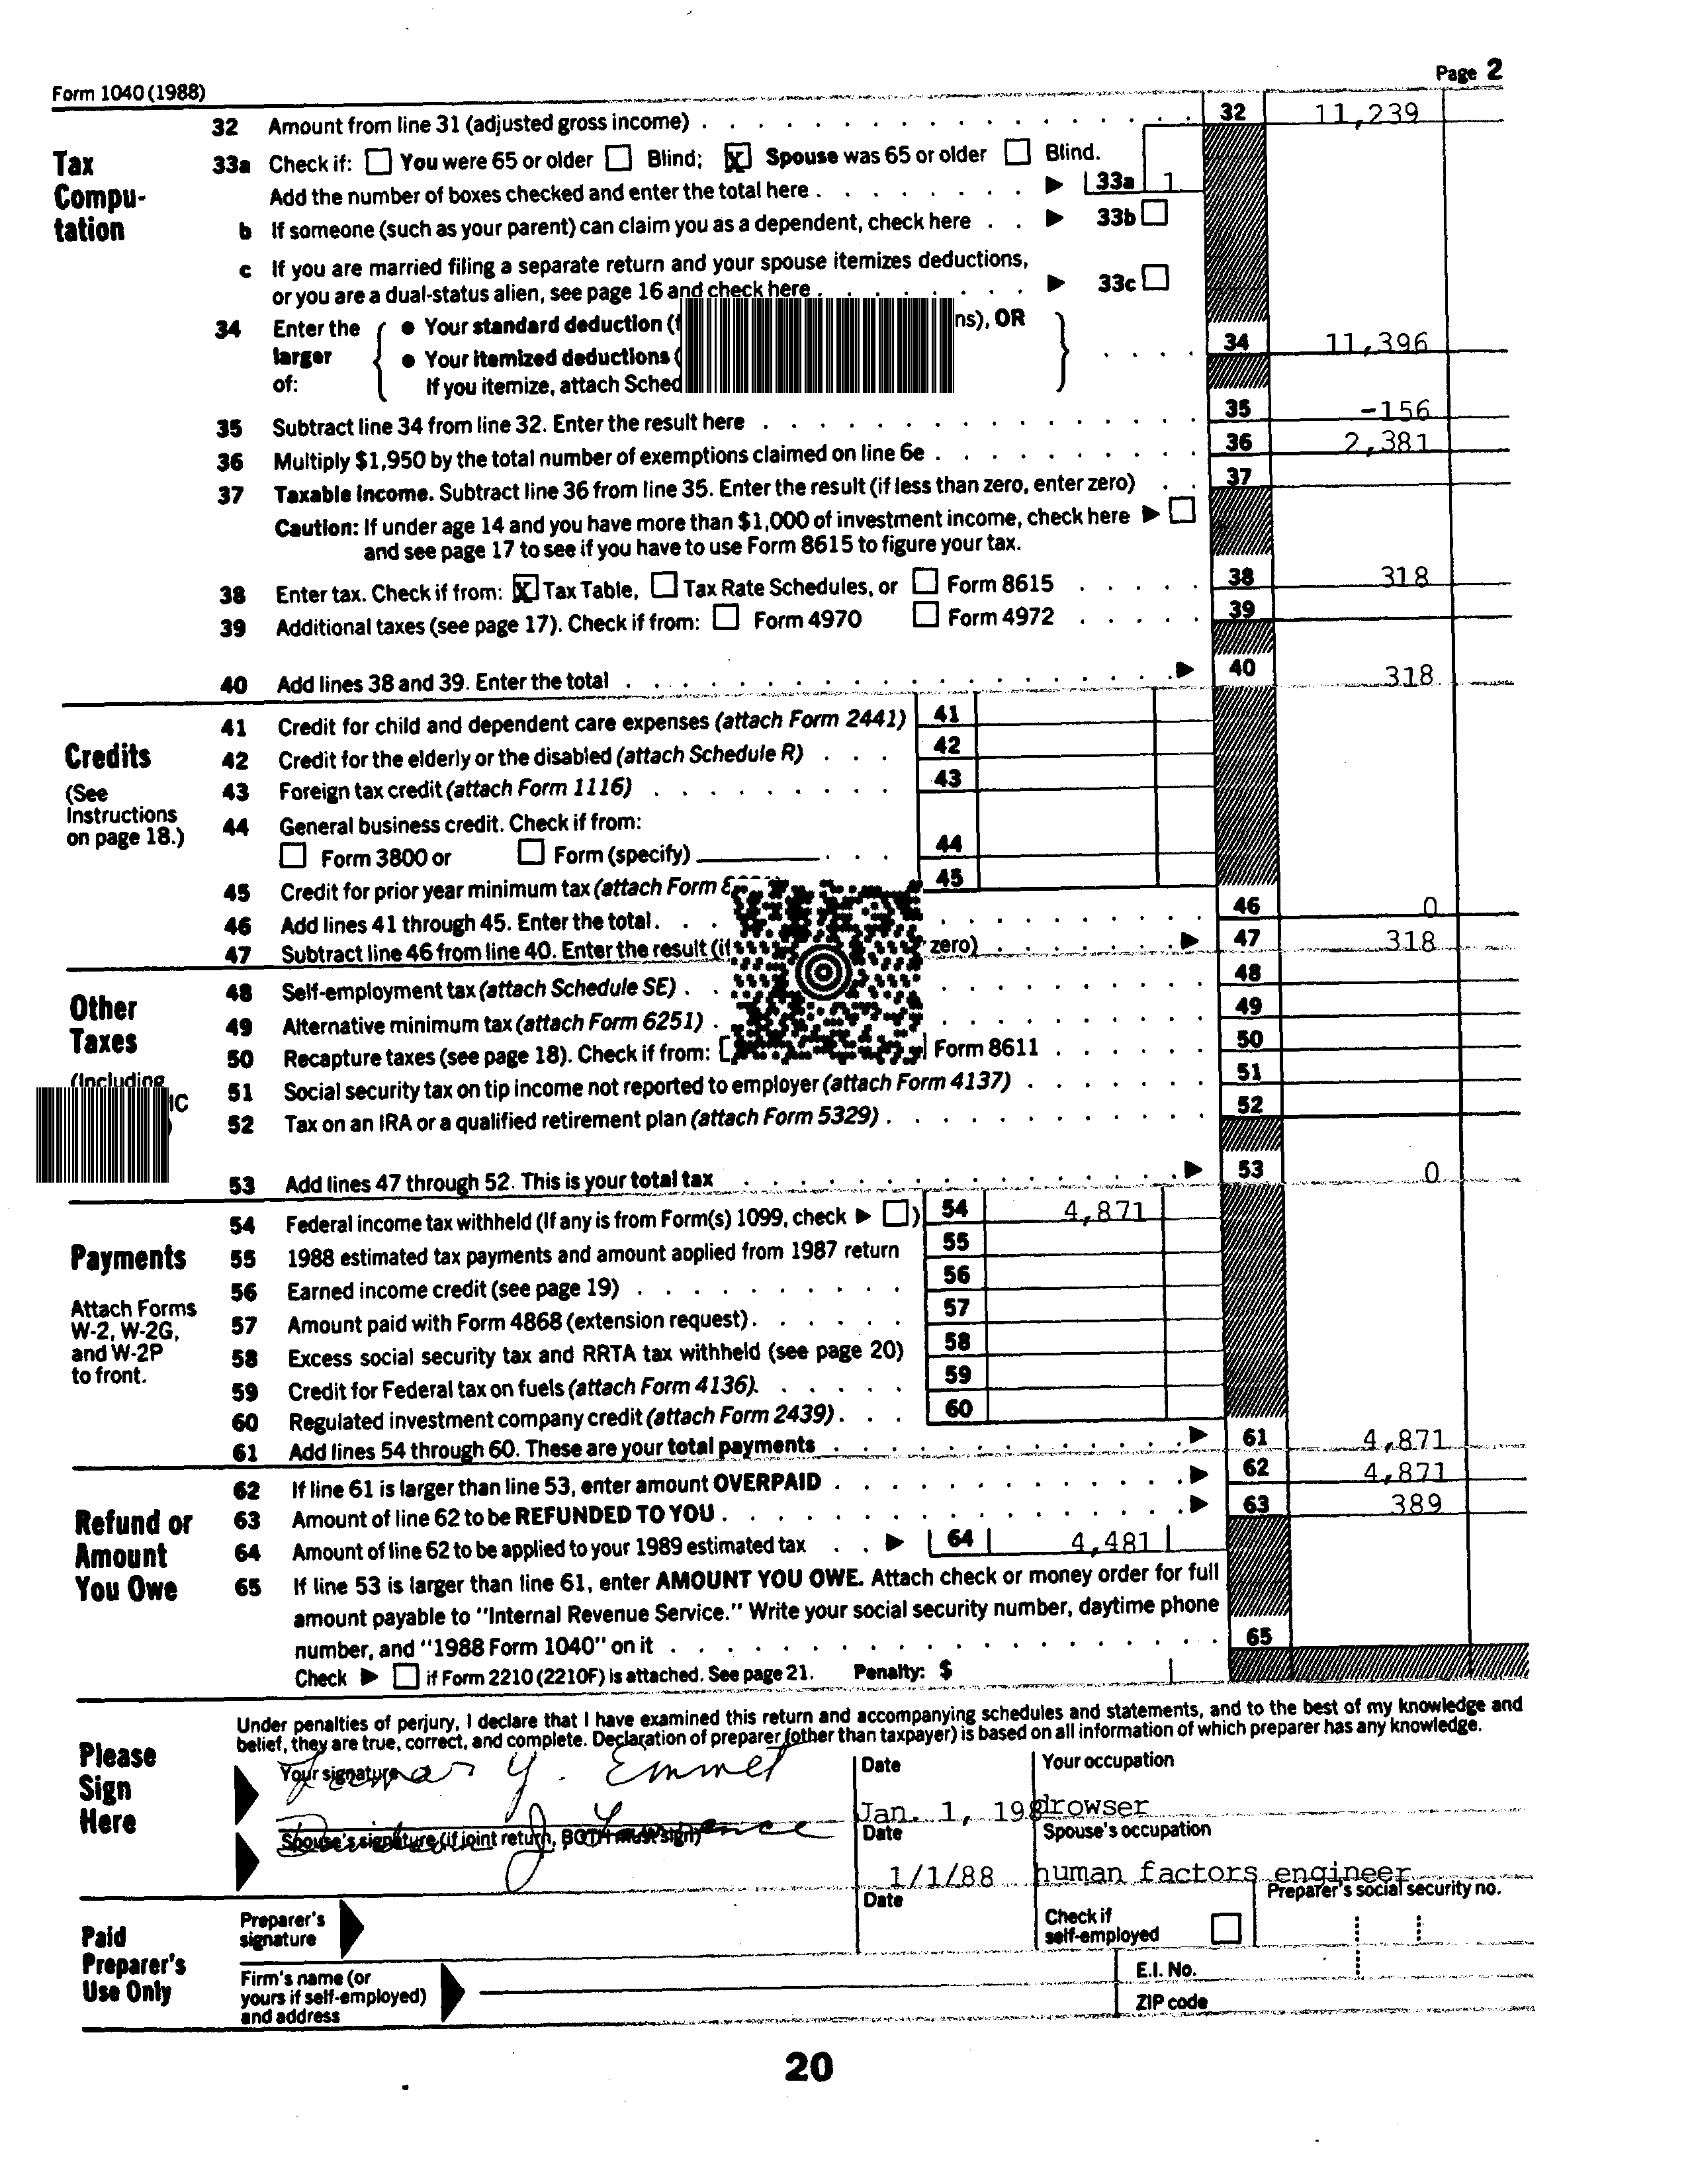 Form 1040 (1988) Page 2
32 Amount from line 31 (adjusted gross income) 32 11,239
Tax Compu- tation
33a Check if: You were 65 or older Blind; X Spouse was 65 or older Blind.
Add the number of boxes checked and enter the total here 33a 1
b If someone (such as your parent) can claim you as a dependent, check here 33b
c If you are married filing a separate return and your spouse itemizes deductions,
or you are a dual-status alien, see page 16 and check here 33c
34 Enter the larger of:
• Your standard deduction ( ns), OR
• Your itemized deductions (
If you itemize, attach Sched
34 11,396
35 Subtract line 34 from line 32. Enter the result here 35 -156
36 Multiply $1,950 by the total number of exemptions claimed on line 6e 36 2,381
37 Taxable income. Subtract line 36 from line 35. Enter the result (if less than zero, enter zero) 37
Caution: If under age 14 and you have more than $1,000 of investment income, check here
and see page 17 to see if you have to use Form 8615 to figure your tax.
38 Enter tax. Check if from: X Tax Table, Tax Rate Schedules, or Form 8615 38 318
39 Additional taxes (see page 17). Check if from: Form 4970 Form 4972 39
40 Add lines 38 and 39. Enter the total 40 318
Credits
(See Instructions on page 18.)
41 Credit for child and dependent care expenses (attach Form 2441) 41
42 Credit for the elderly or the disabled (attach Schedule R) 42
43 Foreign tax credit (attach Form 1116) 43
44 General business credit. Check if from:
Form 3800 or Form (specify) 44
45 Credit for prior year minimum tax (attach Form 45
46 Add lines 41 through 45. Enter the total 46 0
47 Subtract line 46 from line 40. Enter the result (if zero) 47 318
Other Taxes
(Including IC
48 Self-employment tax (attach Schedule SE) 48
49 Alternative minimum tax (attach Form 6251) 49
50 Recapture taxes (see page 18). Check if from: Form 8611 50
51 Social security tax on tip income not reported to employer (attach Form 4137) 51
52 Tax on an IRA or a qualified retirement plan (attach Form 5329) 52
53 Add lines 47 through 52. This is your total tax 53 0
Payments
Attach Forms W-2, W-2G, and W-2P to front.
54 Federal income tax withheld (If any is from Form(s) 1099, check ) 54 4,871
55 1988 estimated tax payments and amount applied from 1987 return 55
56 Earned income credit (see page 19) 56
57 Amount paid with Form 4868 (extension request) 57
58 Excess social security tax and RRTA tax withheld (see page 20) 58
59 Credit for Federal tax on fuels (attach Form 4136) 59
60 Regulated investment company credit (attach Form 2439) 60
61 Add lines 54 through 60. These are your total payments 61 4,871
Refund or Amount You Owe
62 If line 61 is larger than line 53, enter amount OVERPAID 62 4,871
63 Amount of line 62 to be REFUNDED TO YOU 63 389
64 Amount of line 62 to be applied to your 1989 estimated tax 64 4,481
65 If line 53 is larger than line 61, enter AMOUNT YOU OWE. Attach check or money order for full
amount payable to "Internal Revenue Service." Write your social security number, daytime phone
number, and "1988 Form 1040" on it 65
Check if Form 2210 (2210F) is attached. See page 21. Penalty: $
Please Sign Here
Under penalties of perjury, I declare that I have examined this return and accompanying schedules and statements, and to the best of my knowledge and
belief, they are true, correct, and complete. Declaration of preparer (other than taxpayer) is based on all information of which preparer has any knowledge.
Your signature Y. Emmet Date Your occupation
Jan. 1, 198 drowser
Spouse's signature (if joint return, BOTH must sign) J Lawrence Date Spouse's occupation
1/1/88 human factors engineer
Paid Preparer's Use Only
Preparer's signature Date Check if self-employed Preparer's social security no.
Firm's name (or yours if self-employed) and address E.I. No.
ZIP code
20